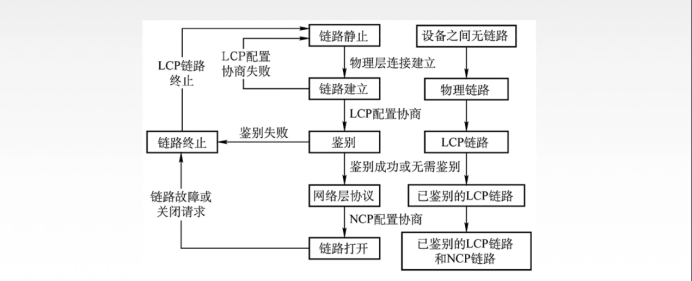 链路静止
设备之间无链路
LCP配置
协商失败
LCP链路
终止
物理层连接建立
链路建立
物理链路
LCP配置协商
鉴别失败
链路终止
鉴别
LCP链路
鉴别成功或无需鉴别
链路故障或
关闭请求
网络层协议
已鉴别的LCP链路
NCP配置协商
链路打开
已鉴别的LCP链路
和NCP链路